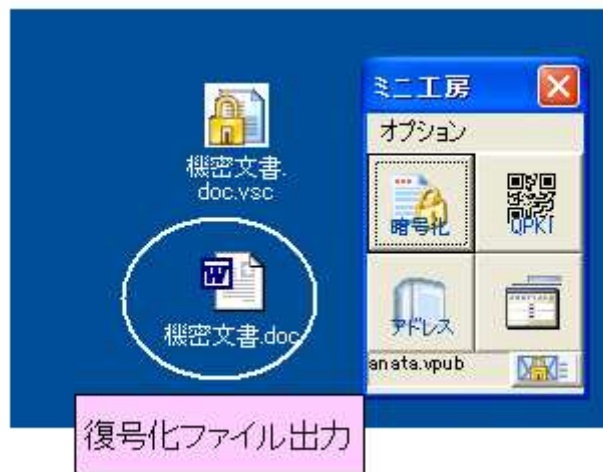 機密文書.
doc.vsc
機密文書.doc
ミニ工房
オプション
暗号化
QPKI
アドレス
anata.vpub
復号化ファイル出力